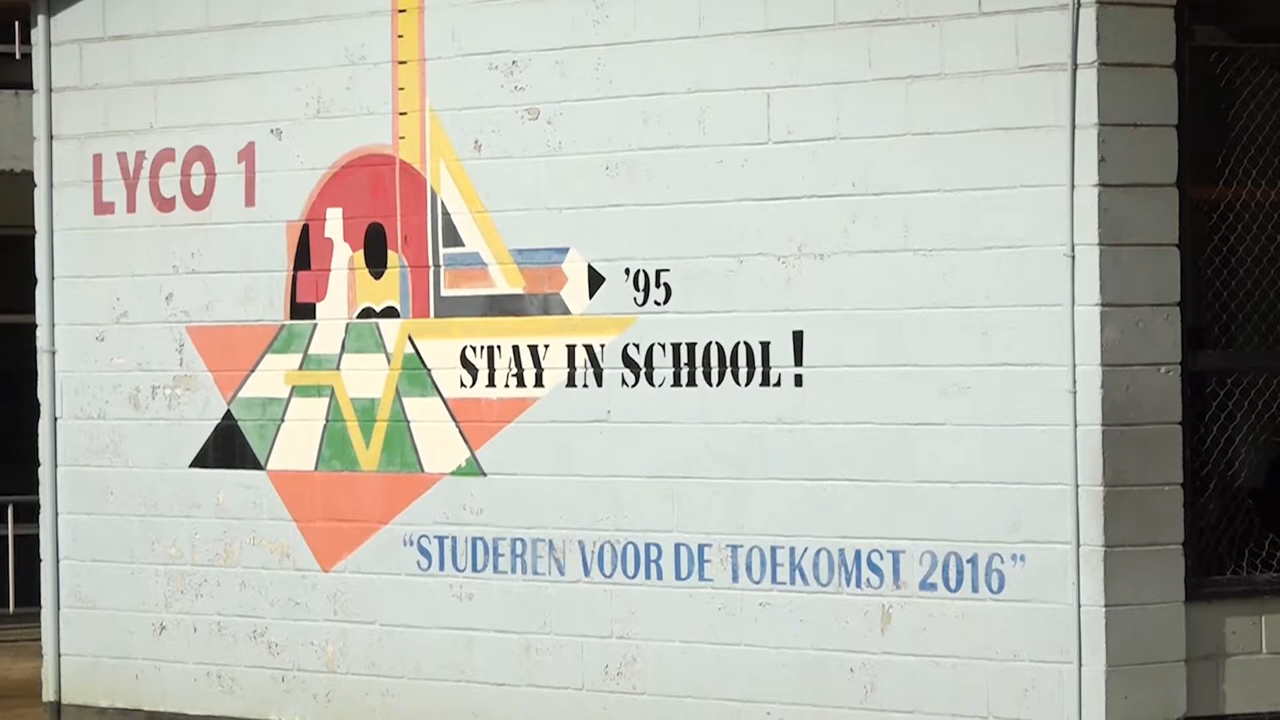 LYCO 1
'95
STAY IN SCHOOL!
“STUDEREN VOOR DE TOEKOMST 2016”